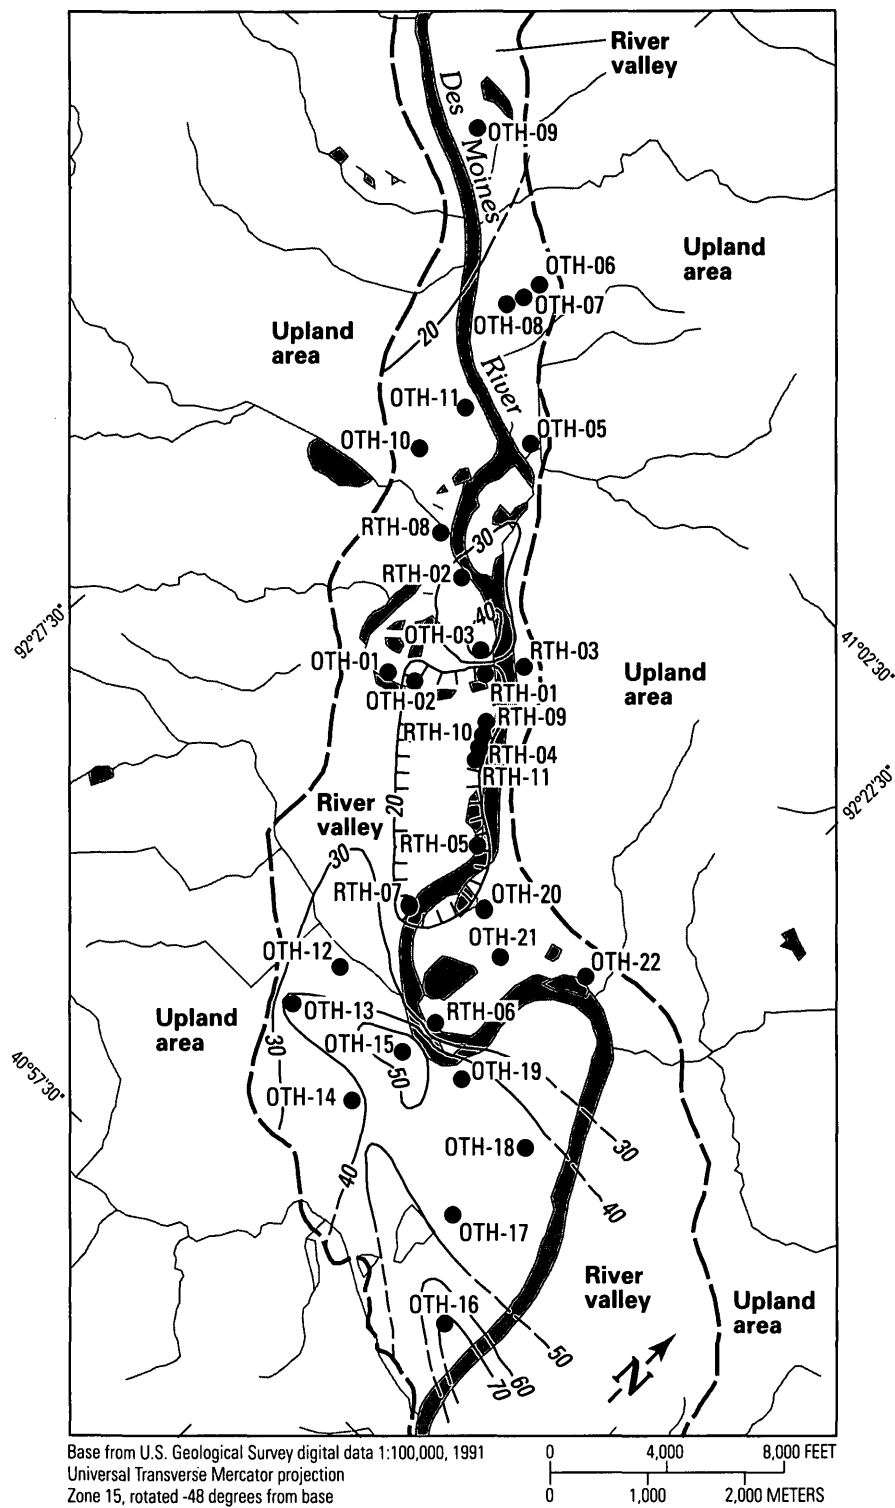 River
valley
Des
Moines
OTH-09
Upland
area
OTH-06
OTH-07
OTH-08
Upland
area
20
River
OTH-11
OTH-05
OTH-10
RTH-08
30
RTH-02
92°27'30"
40
OTH-03
RTH-03
41°02'30"
OTH-01
OTH-02
RTH-01
Upland
area
RTH-09
RTH-10
RTH-04
RTH-11
20
River
valley
92°22'30"
RTH-05
30
RTH-07
OTH-20
OTH-21
OTH-12
OTH-22
OTH-13
RTH-06
Upland
area
30
OTH-15
50
OTH-19
40°57'30"
OTH-14
OTH-18
30
40
40
OTH-17
River
valley
OTH-16
Upland
area
50
60
70
N
Base from U.S. Geological Survey digital data 1:100,000, 1991
Universal Transverse Mercator projection
Zone 15, rotated -48 degrees from base
0 4,000 8,000 FEET
0 1,000 2,000 METERS